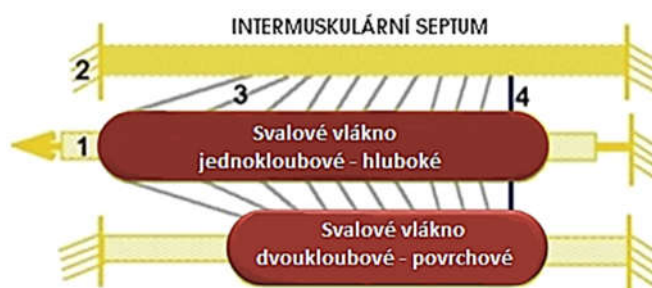 INTERMUSKULÁRNÍ SEPTUM
2
3
4
1
Svalové vlákno
jednokloubové - hluboké
Svalové vlákno
dvoukloubové - povrchové